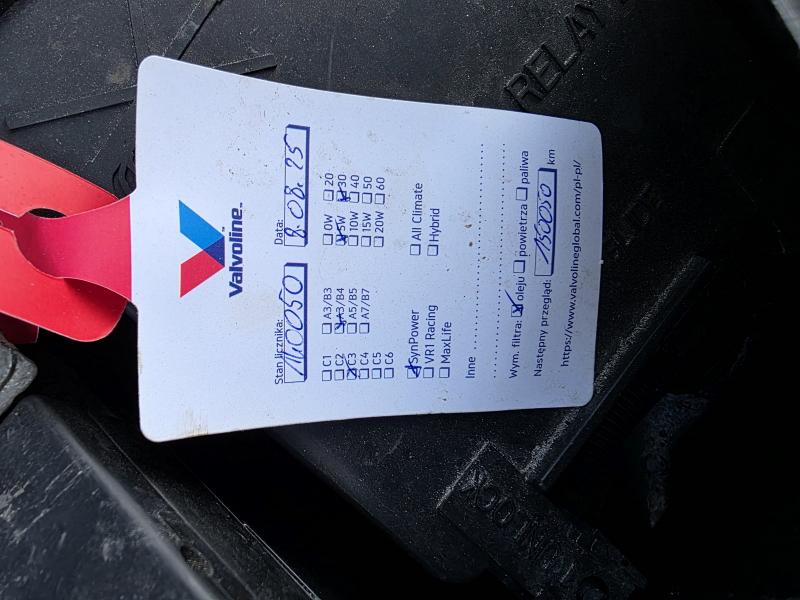 RELAY
Valvoline™
Stan licznika: Data:
140050 8.08.25
☐ C1 ☐ A3/B3 ☐ 0W ☐ 20
☐ C2 ☑ A3/B4 ☑ 5W ☑ 30
☑ C3 ☐ A5/B5 ☐ 10W ☐ 40
☐ C4 ☐ A7/B7 ☐ 15W ☐ 50
☐ C5 ☐ 20W ☐ 60
☐ C6
☑ SynPower ☐ All Climate
☐ VR1 Racing ☐ Hybrid
☐ MaxLife
Inne
Wym. filtra: ☑ oleju ☐ powietrza ☐ paliwa
Następny przegląd: 150050 km
https://www.valvolineglobal.com/pl-pl/